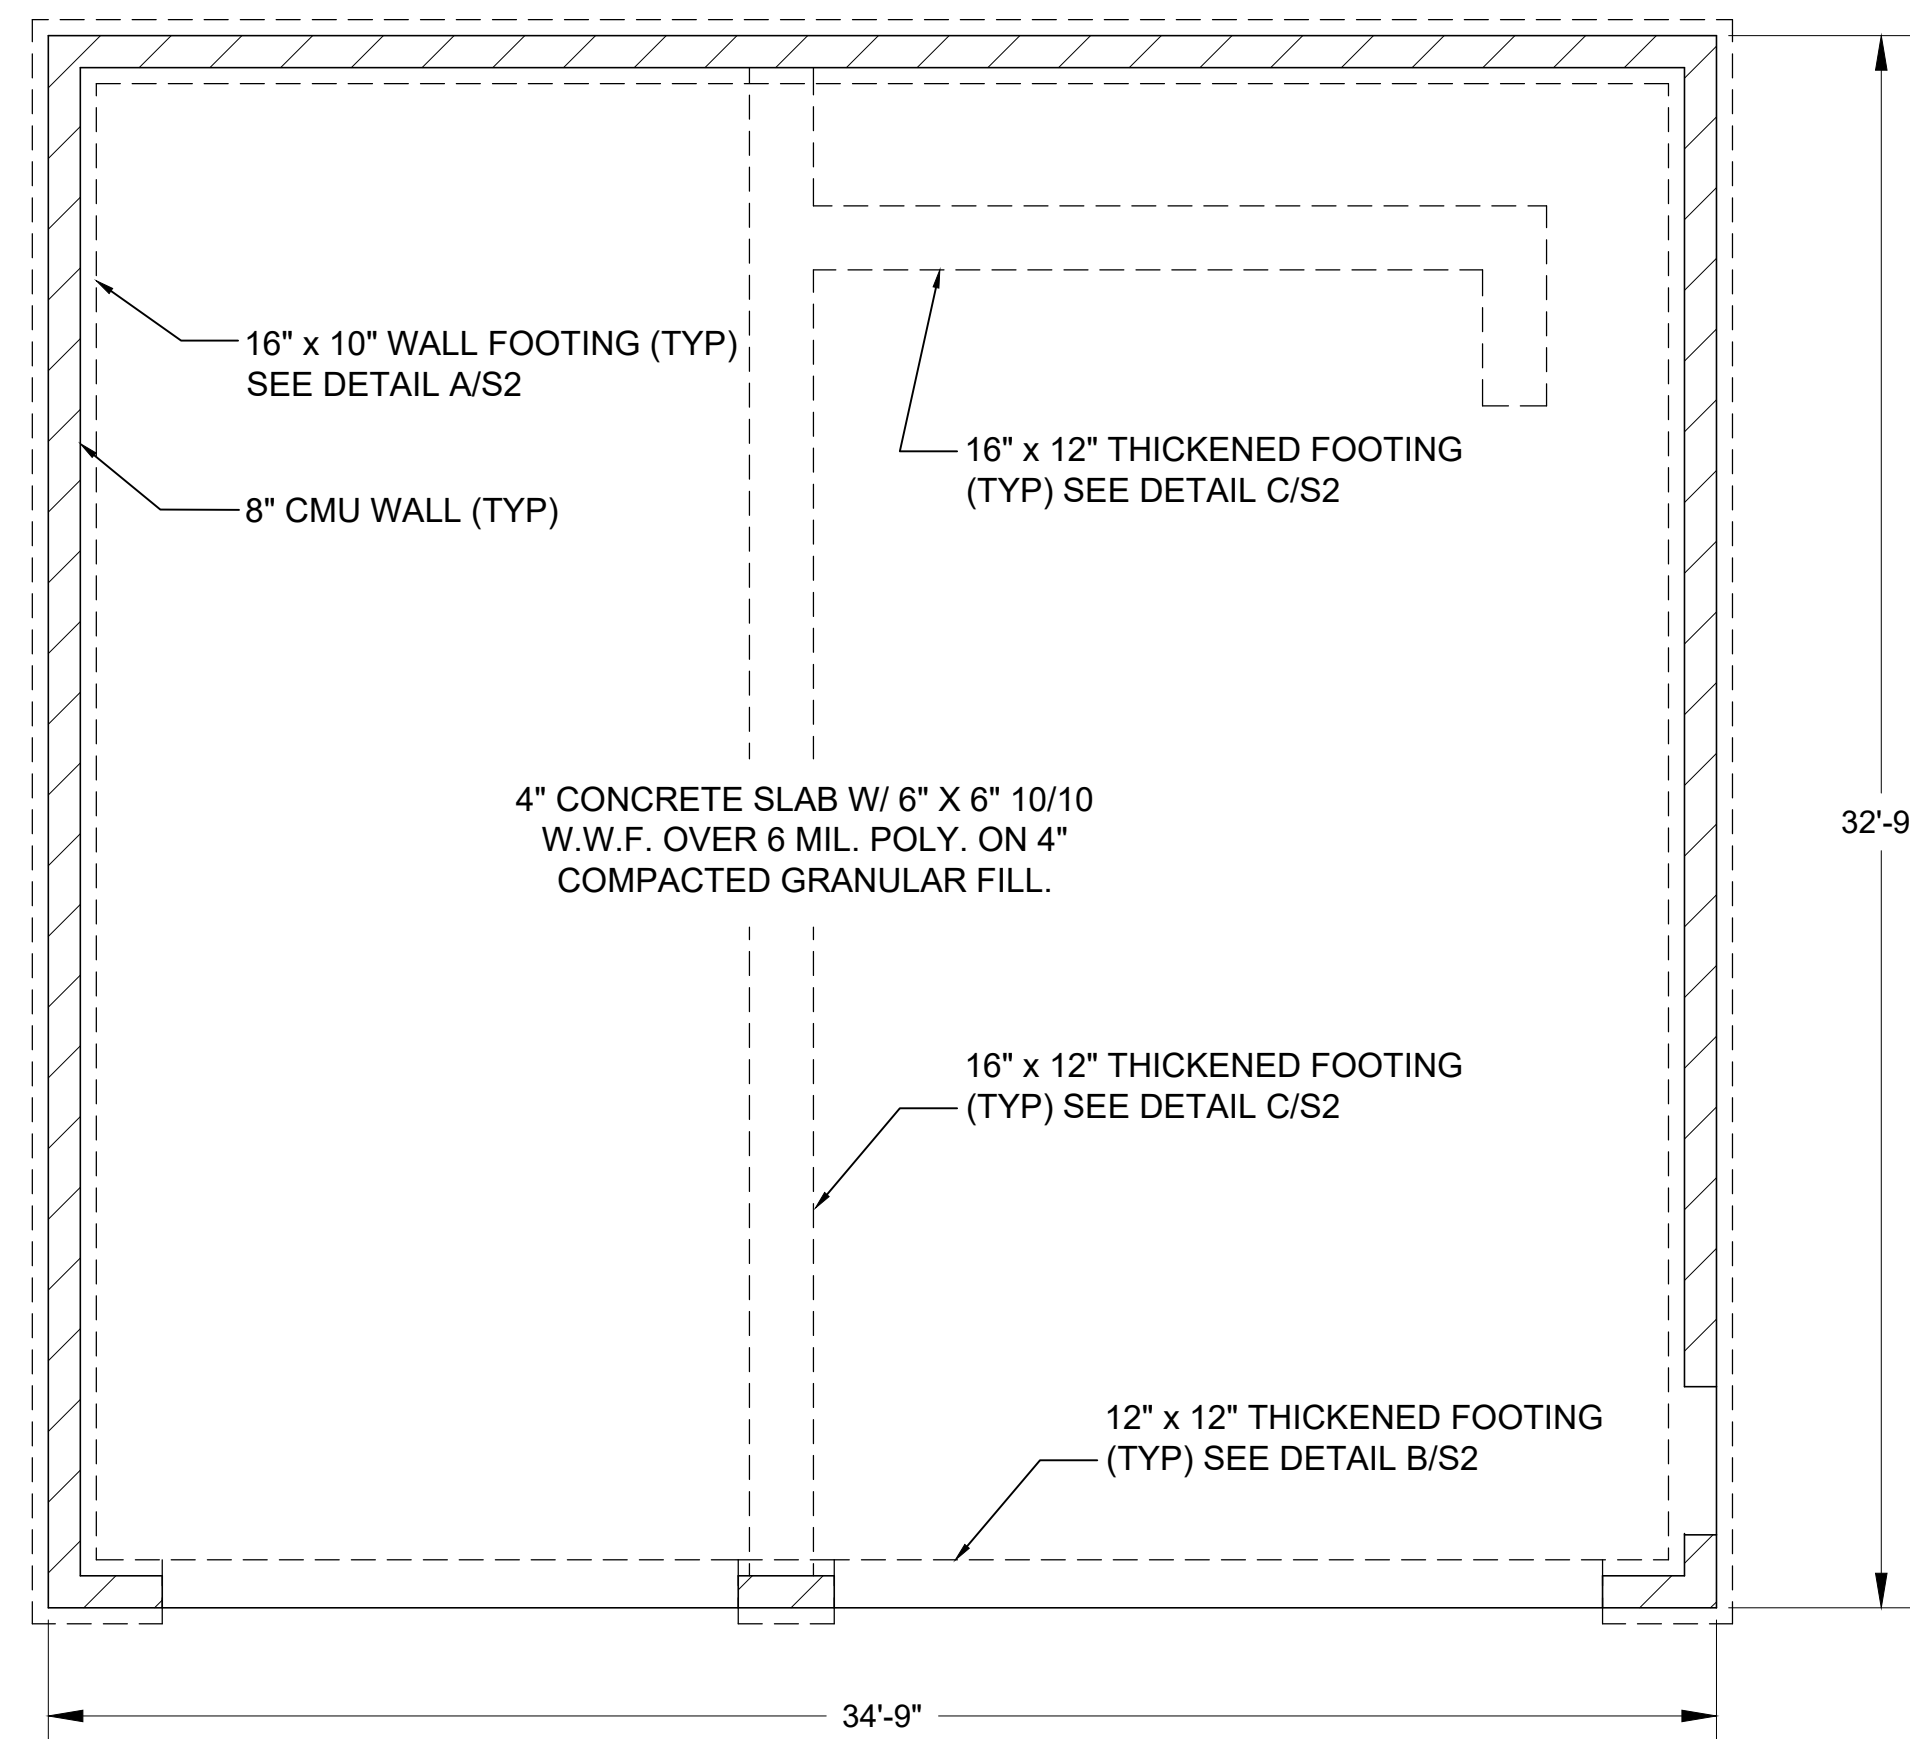 16" x 10" WALL FOOTING (TYP)
SEE DETAIL A/S2
16" x 12" THICKENED FOOTING
(TYP) SEE DETAIL C/S2
8" CMU WALL (TYP)
4" CONCRETE SLAB W/ 6" X 6" 10/10
W.W.F. OVER 6 MIL. POLY. ON 4"
COMPACTED GRANULAR FILL.
32'-9
16" x 12" THICKENED FOOTING
(TYP) SEE DETAIL C/S2
12" x 12" THICKENED FOOTING
(TYP) SEE DETAIL B/S2
34'-9"